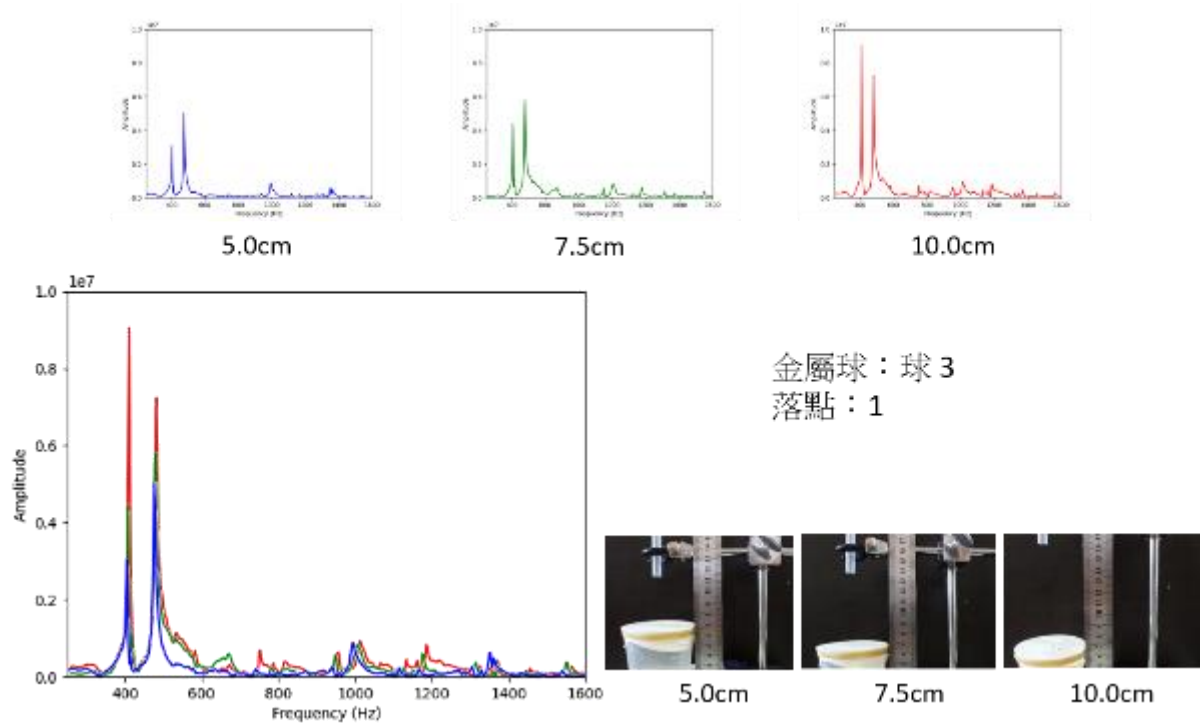 5.0cm
7.5cm
10.0cm
1e7
1.0
0.8
0.6
0.4
0.2
0.0
Amplitude
400 600 800 1000 1200 1400 1600
Frequency (Hz)
金屬球：球 3
落點：1
5.0cm
7.5cm
10.0cm